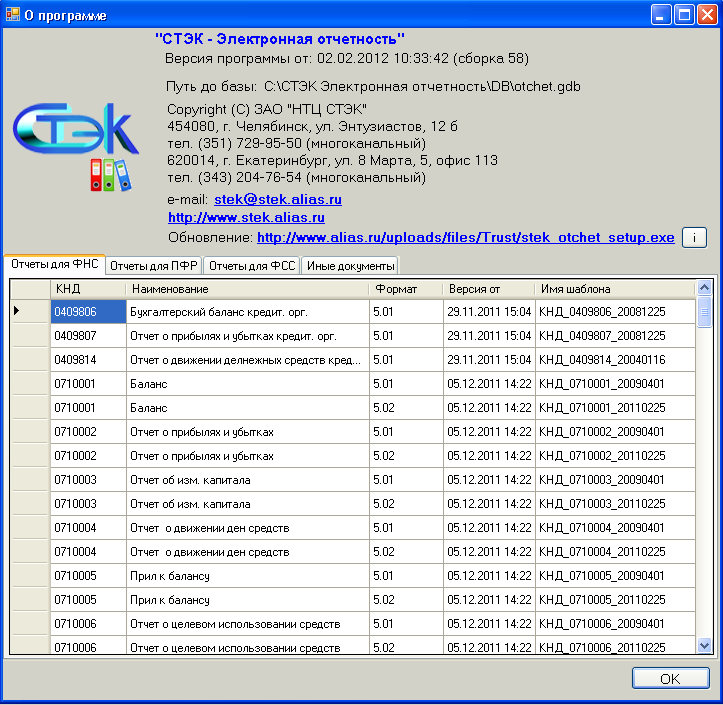 О программе
"СТЭК - Электронная отчетность"
Версия программы от: 02.02.2012 10:33:42 (сборка 58)
Путь до базы: C:\СТЭК Электронная отчетность\DB\otchet.gdb
СТЭК
Copyright (C) ЗАО "НТЦ СТЭК"
454080, г. Челябинск, ул. Энтузиастов, 12 б
тел. (351) 729-95-50 (многоканальный)
620014, г. Екатеринбург, ул. 8 Марта, 5, офис 113
тел. (343) 204-76-54 (многоканальный)
e-mail: stek@stek.alias.ru
http://www.stek.alias.ru
Обновление: http://www.alias.ru/uploads/files/Trust/stek_otchet_setup.exe i
Отчеты для ФНС Отчеты для ПФР Отчеты для ФСС Иные документы
КНД Наименование Формат Версия от Имя шаблона
0409806 Бухгалтерский баланс кредит. орг. 5.01 29.11.2011 15:04 КНД_0409806_20081225
0409807 Отчет о прибылях и убытках кредит. орг. 5.01 29.11.2011 15:04 КНД_0409807_20081225
0409814 Отчет о движении делнежных средств кред... 5.01 29.11.2011 15:04 КНД_0409814_20040116
0710001 Баланс 5.01 05.12.2011 14:22 КНД_0710001_20090401
0710001 Баланс 5.02 05.12.2011 14:22 КНД_0710001_20110225
0710002 Отчет о прибылях и убытках 5.01 05.12.2011 14:22 КНД_0710002_20090401
0710002 Отчет о прибылях и убытках 5.02 05.12.2011 14:22 КНД_0710002_20110225
0710003 Отчет об изм. капитала 5.01 05.12.2011 14:22 КНД_0710003_20090401
0710003 Отчет об изм. капитала 5.02 05.12.2011 14:22 КНД_0710003_20110225
0710004 Отчет о движении ден средств 5.01 05.12.2011 14:22 КНД_0710004_20090401
0710004 Отчет о движении ден средств 5.02 05.12.2011 14:22 КНД_0710004_20110225
0710005 Прил к балансу 5.01 05.12.2011 14:22 КНД_0710005_20090401
0710005 Прил к балансу 5.02 05.12.2011 14:22 КНД_0710005_20110225
0710006 Отчет о целевом использовании средств 5.01 05.12.2011 14:22 КНД_0710006_20090401
0710006 Отчет о целевом использовании средств 5.02 05.12.2011 14:22 КНД_0710006_20110225
OK